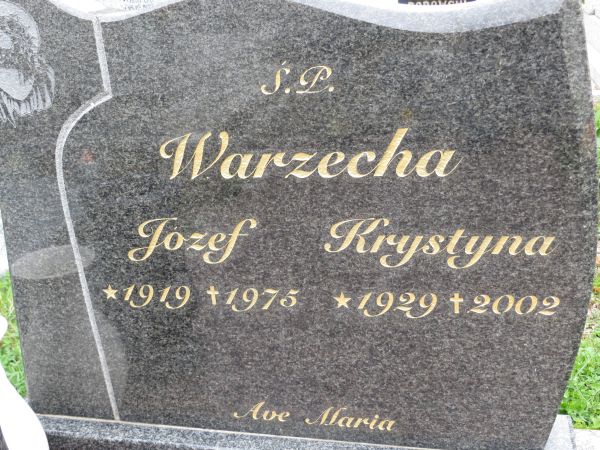 Ś.P.
Warzecha
Jozef Krystyna
★1919 ✝1975 ★1929 ✝2002
Ave Maria